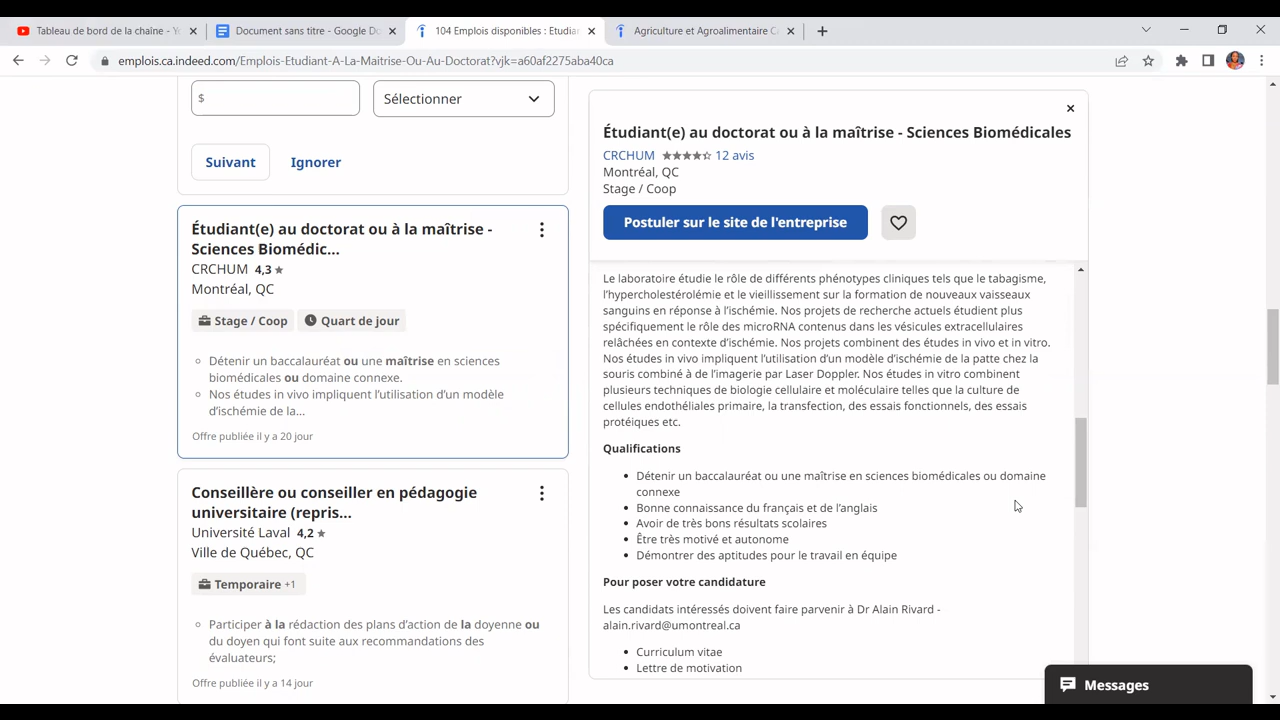 Tableau de bord de la chaîne - Y
Document sans titre - Google Do
104 Emplois disponibles : Etudian
Agriculture et Agroalimentaire C
emplois.ca.indeed.com/Emplois-Etudiant-A-La-Maitrise-Ou-Au-Doctorat?vjk=a60af2275aba40ca
$
Sélectionner
Suivant
Ignorer
Étudiant(e) au doctorat ou à la maîtrise -
Sciences Biomédic...
CRCHUM 4,3 ★
Montréal, QC
Stage / Coop
Quart de jour
Détenir un baccalauréat ou une maîtrise en sciences
biomédicales ou domaine connexe.
Nos études in vivo impliquent l’utilisation d’un modèle
d’ischémie de la...
Offre publiée il y a 20 jour
Conseillère ou conseiller en pédagogie
universitaire (repris...
Université Laval 4,2 ★
Ville de Québec, QC
Temporaire +1
Participer à la rédaction des plans d’action de la doyenne ou
du doyen qui font suite aux recommandations des
évaluateurs;
Offre publiée il y a 14 jour
Étudiant(e) au doctorat ou à la maîtrise - Sciences Biomédicales
CRCHUM 12 avis
Montréal, QC
Stage / Coop
Postuler sur le site de l'entreprise
Le laboratoire étudie le rôle de différents phénotypes cliniques tels que le tabagisme,
l’hypercholestérolémie et le vieillissement sur la formation de nouveaux vaisseaux
sanguins en réponse à l’ischémie. Nos projets de recherche actuels étudient plus
spécifiquement le rôle des microRNA contenus dans les vésicules extracellulaires
relâchées en contexte d’ischémie. Nos projets combinent des études in vivo et in vitro.
Nos études in vivo impliquent l’utilisation d’un modèle d’ischémie de la patte chez la
souris combiné à de l’imagerie par Laser Doppler. Nos études in vitro combinent
plusieurs techniques de biologie cellulaire et moléculaire telles que la culture de
cellules endothéliales primaire, la transfection, des essais fonctionnels, des essais
protéiques etc.
Qualifications
Détenir un baccalauréat ou une maîtrise en sciences biomédicales ou domaine
connexe
Bonne connaissance du français et de l’anglais
Avoir de très bons résultats scolaires
Être très motivé et autonome
Démontrer des aptitudes pour le travail en équipe
Pour poser votre candidature
Les candidats intéressés doivent faire parvenir à Dr Alain Rivard -
alain.rivard@umontreal.ca
Curriculum vitae
Lettre de motivation
Messages